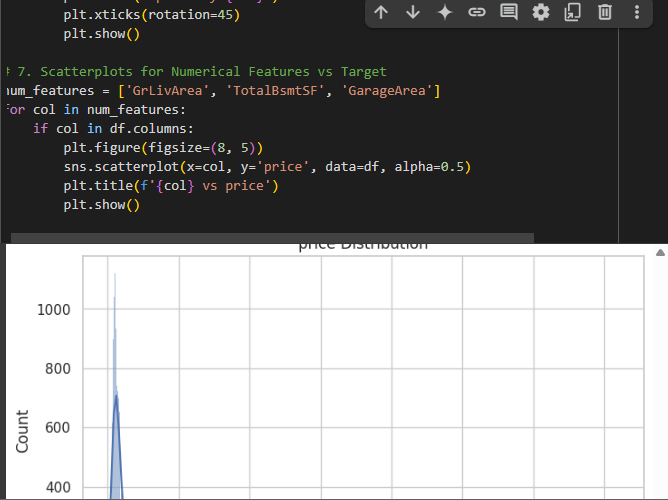 plt.xticks(rotation=45)
plt.show()
# 7. Scatterplots for Numerical Features vs Target
num_features = ['GrLivArea', 'TotalBsmtSF', 'GarageArea']
for col in num_features:
if col in df.columns:
plt.figure(figsize=(8, 5))
sns.scatterplot(x=col, y='price', data=df, alpha=0.5)
plt.title(f'{col} vs price')
plt.show()
price Distribution
1000
800
600
400
Count